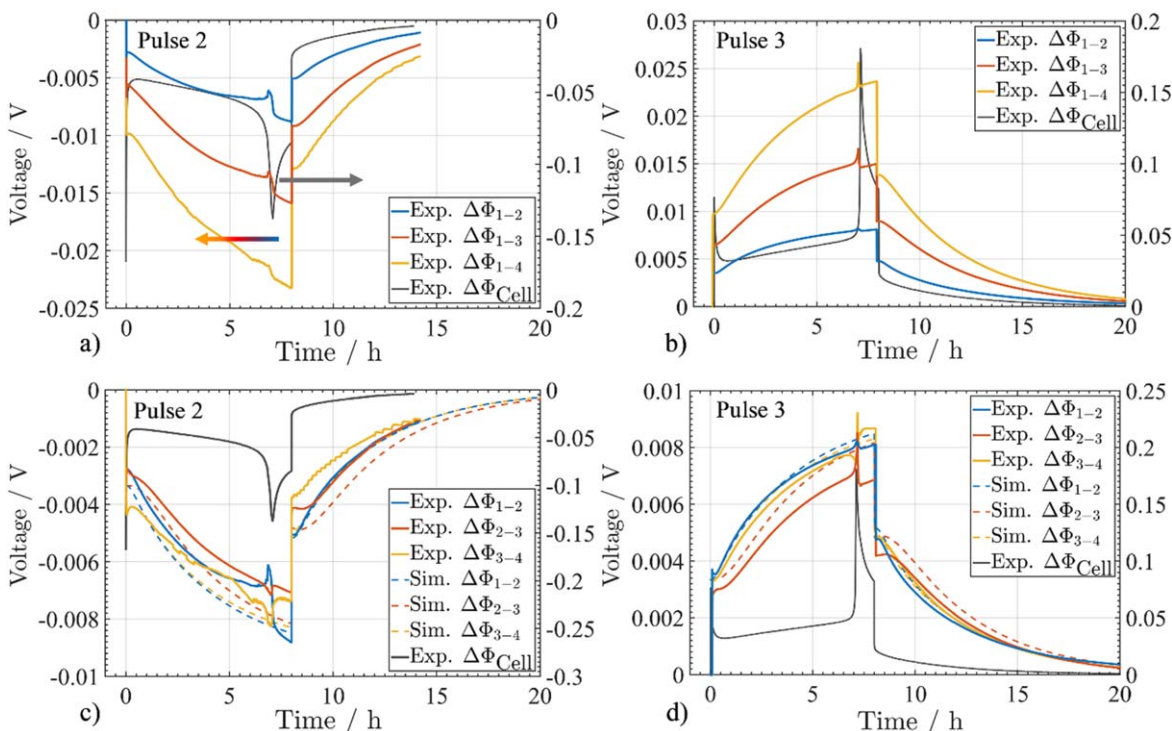 Pulse 2
0
-0.005
-0.01
-0.015
-0.02
-0.025
Voltage / V
0
-0.05
-0.1
-0.15
-0.2
Exp. ΔΦ1−2
Exp. ΔΦ1−3
Exp. ΔΦ1−4
Exp. ΔΦCell
0 5 10 15 20
Time / h
a)
Pulse 3
0.03
0.025
0.02
0.015
0.01
0.005
0
Voltage / V
0.2
0.15
0.1
0.05
0
Exp. ΔΦ1−2
Exp. ΔΦ1−3
Exp. ΔΦ1−4
Exp. ΔΦCell
0 5 10 15 20
Time / h
b)
Pulse 2
0
-0.002
-0.004
-0.006
-0.008
-0.01
Voltage / V
0
-0.05
-0.1
-0.15
-0.2
-0.25
-0.3
Exp. ΔΦ1−2
Exp. ΔΦ2−3
Exp. ΔΦ3−4
Sim. ΔΦ1−2
Sim. ΔΦ2−3
Sim. ΔΦ3−4
Exp. ΔΦCell
0 5 10 15 20
Time / h
c)
Pulse 3
0.01
0.008
0.006
0.004
0.002
0
Voltage / V
0.25
0.2
0.15
0.1
0.05
0
Exp. ΔΦ1−2
Exp. ΔΦ2−3
Exp. ΔΦ3−4
Sim. ΔΦ1−2
Sim. ΔΦ2−3
Sim. ΔΦ3−4
Exp. ΔΦCell
0 5 10 15 20
Time / h
d)